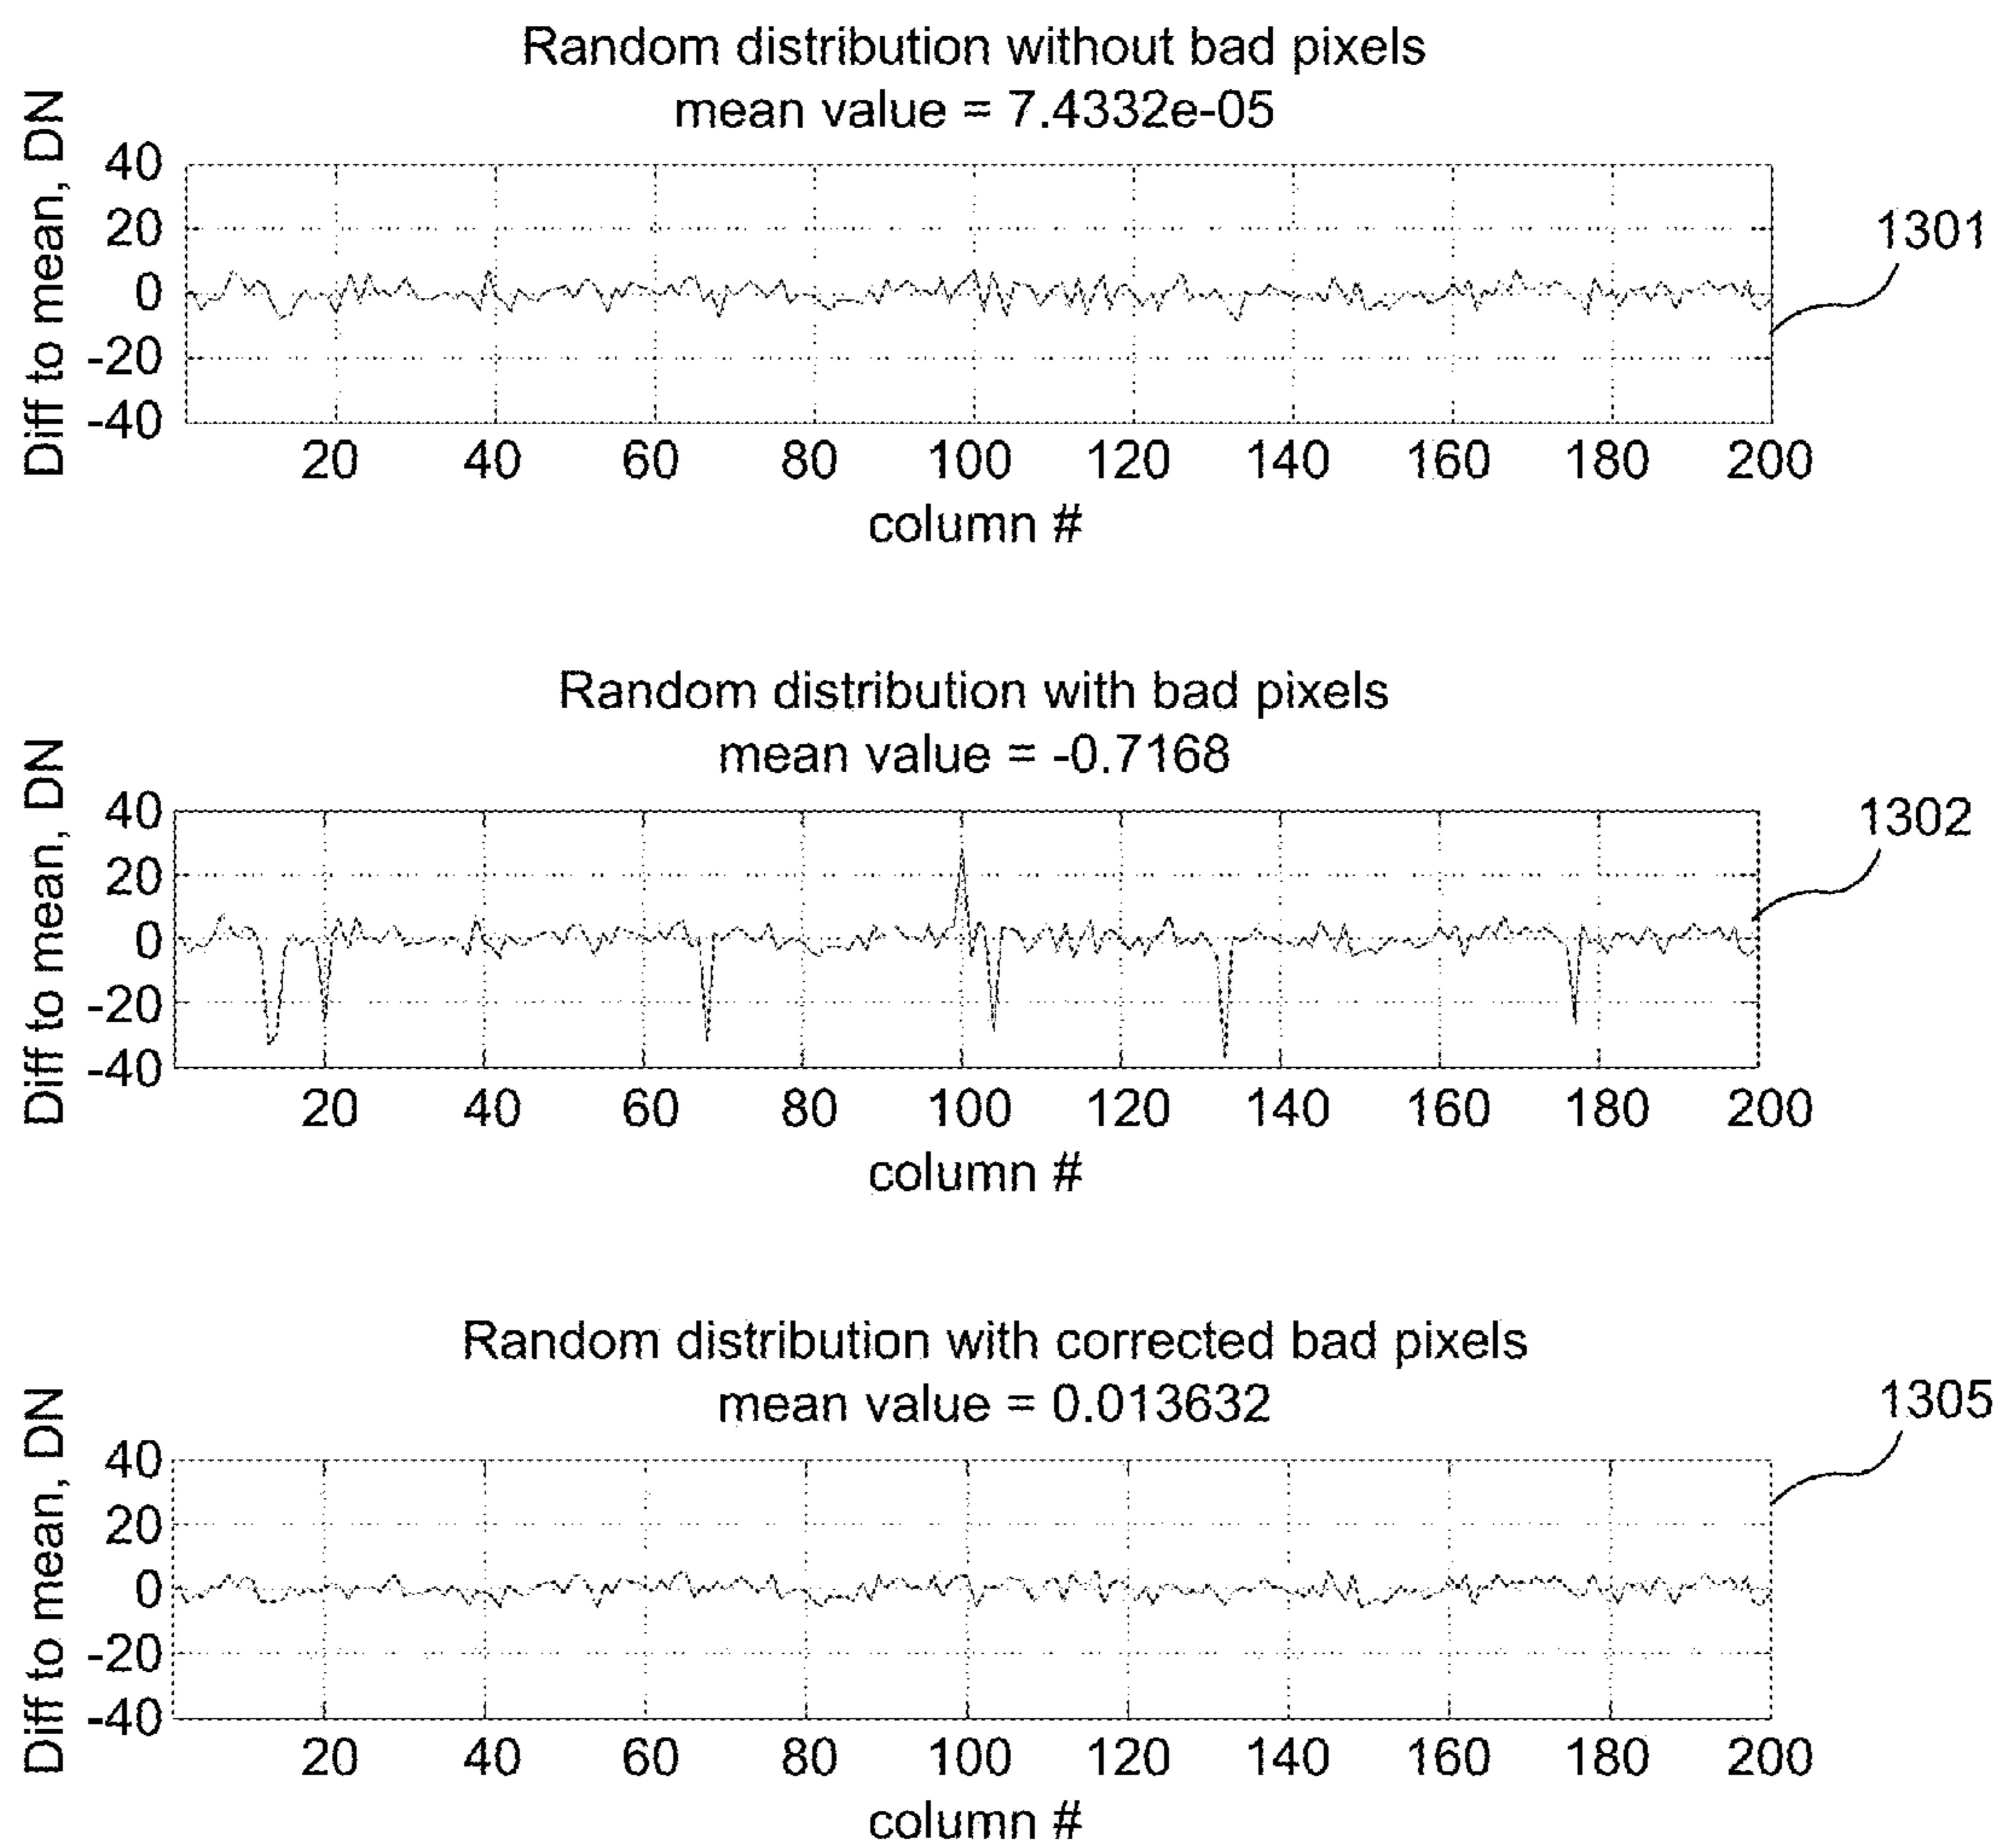 Random distribution without bad pixels
mean value = 7.4332e-05
Diff to mean, DN
40
20
0
-20
-40
20 40 60 80 100 120 140 160 180 200
column #
1301
Random distribution with bad pixels
mean value = -0.7168
Diff to mean, DN
40
20
0
-20
-40
20 40 60 80 100 120 140 160 180 200
column #
1302
Random distribution with corrected bad pixels
mean value = 0.013632
Diff to mean, DN
40
20
0
-20
-40
20 40 60 80 100 120 140 160 180 200
column #
1305